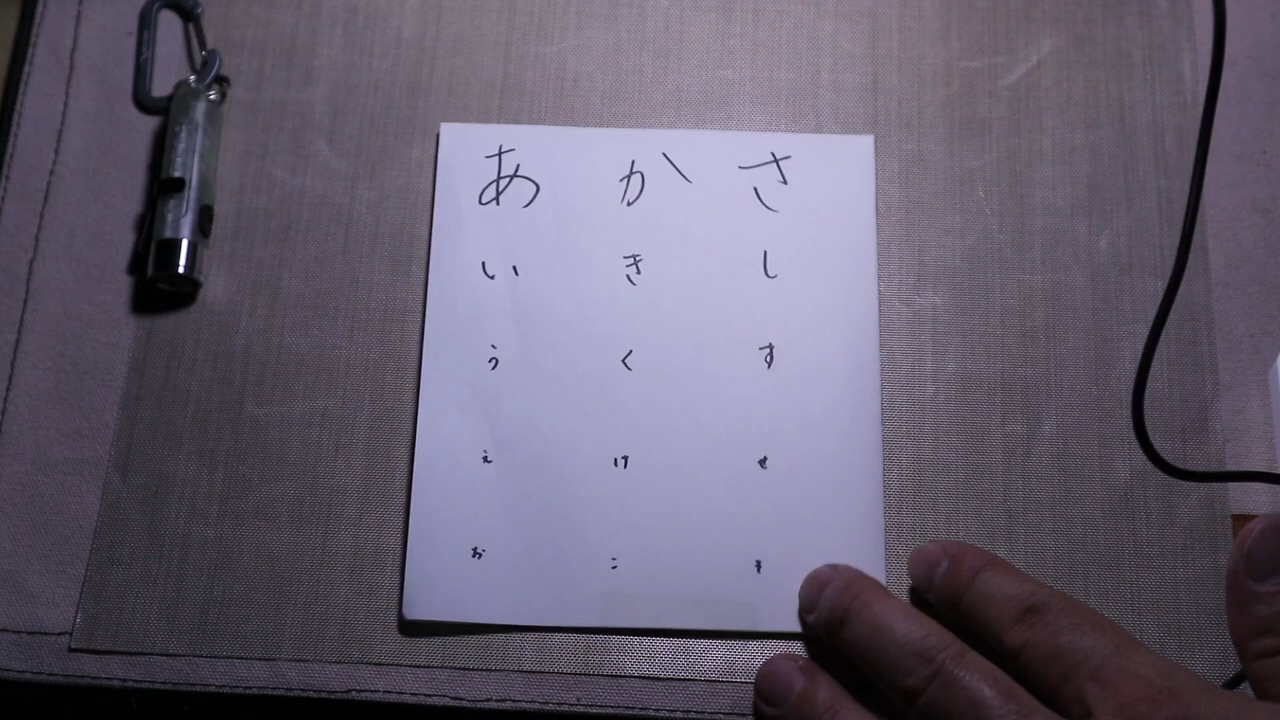 あ か さ
い き し
う く す
え け せ
お こ そ